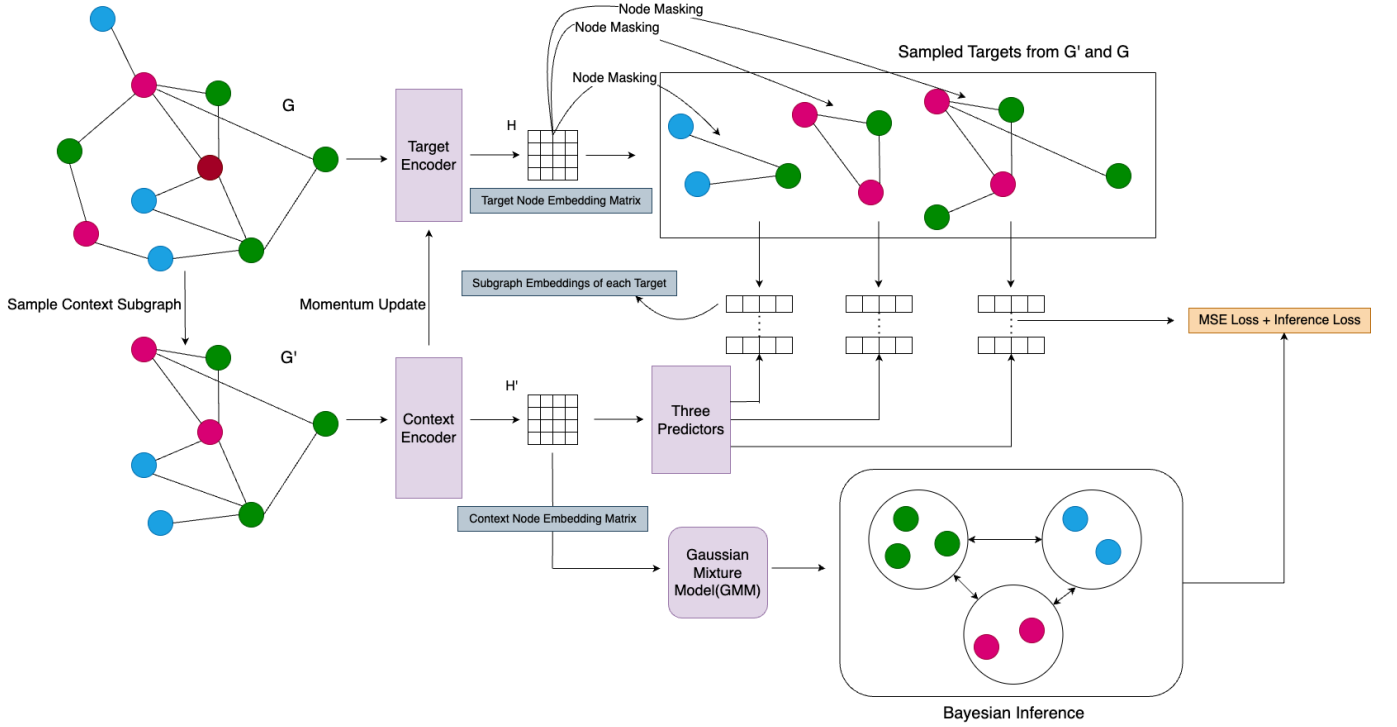 Node Masking
Node Masking
Sampled Targets from G' and G
Node Masking
G
H
Target
Encoder
Target Node Embedding Matrix
Sample Context Subgraph
Momentum Update
Subgraph Embeddings of each Target
MSE Loss + Inference Loss
G'
H'
Context
Encoder
Three
Predictors
Context Node Embedding Matrix
Gaussian
Mixture
Model(GMM)
Bayesian Inference